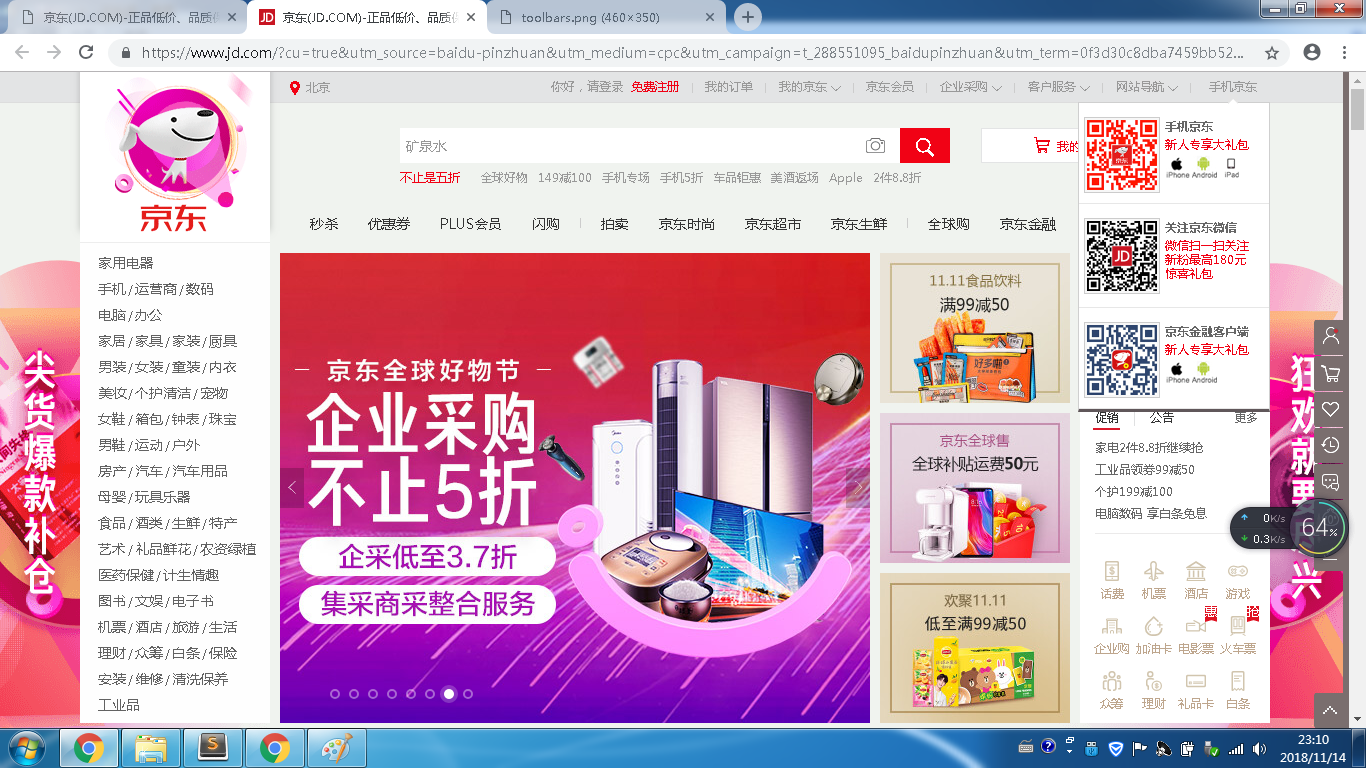 京东(JD.COM)-正品低价、品质
京东(JD.COM)-正品低价、品质
toolbars.png (460×350)
https://www.jd.com/?cu=true&utm_source=baidu-pinzhuan&utm_medium=cpc&utm_campaign=t_288551095_baidupinzhuan&utm_term=0f3d30c8dba7459bb52...
北京
你好，请登录 免费注册
我的订单
我的京东
京东会员
企业采购
客户服务
网站导航
手机京东
京东
矿泉水
我的
不止是五折 全球好物 149减100 手机专场 手机5折 车品钜惠 美酒返场 Apple 2件8.8折
秒杀 优惠券 PLUS会员 闪购 拍卖 京东时尚 京东超市 京东生鲜 全球购 京东金融
手机京东
新人专享大礼包
iPhone Android iPad
关注京东微信
微信扫一扫关注
新粉最高180元
惊喜礼包
JD
京东金融客户端
新人专享大礼包
iPhone Android
家用电器
手机/运营商/数码
电脑/办公
家居/家具/家装/厨具
男装/女装/童装/内衣
美妆/个护清洁/宠物
女鞋/箱包/钟表/珠宝
男鞋/运动/户外
房产/汽车/汽车用品
母婴/玩具乐器
食品/酒类/生鲜/特产
艺术/礼品鲜花/农资绿植
医药保健/计生情趣
图书/文娱/电子书
机票/酒店/旅游/生活
理财/众筹/白条/保险
安装/维修/清洗保养
工业品
尖货爆款补仓
京东全球好物节
企业采购
不止5折
企采低至3.7折
集采商采整合服务
11.11食品饮料
满99减50
好多啦
京东全球售
全球补贴运费50元
欢聚11.11
低至满99减50
促销 公告 更多
家电2件8.8折继续抢
工业品领券99减50
个护199减100
电脑数码 享白条免息
话费 机票 酒店 游戏
惠 抢
企业购 加油卡 电影票 火车票
众筹 理财 礼品卡 白条
0K/s
0.3K/s
64%
23:10
2018/11/14